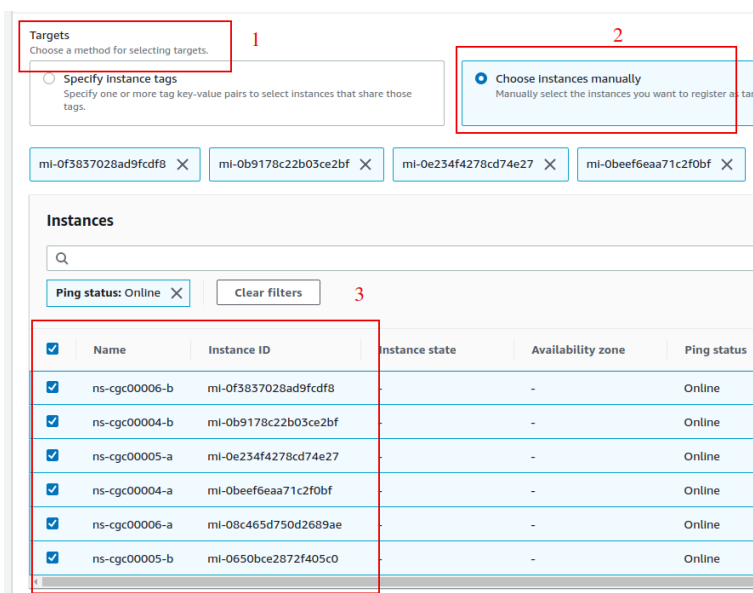 Targets
1
2
Choose a method for selecting targets.
Specify instance tags
Specify one or more tag key-value pairs to select instances that share those
tags.
Choose instances manually
Manually select the instances you want to register as tar
mi-0f3837028ad9fcdf8
mi-0b9178c22b03ce2bf
mi-0e234f4278cd74e27
mi-0beef6eaa71c2f0bf
Instances
Ping status: Online
Clear filters
3
Name Instance ID Instance state Availability zone Ping status
ns-cgc00006-b mi-0f3837028ad9fcdf8 - - Online
ns-cgc00004-b mi-0b9178c22b03ce2bf - - Online
ns-cgc00005-a mi-0e234f4278cd74e27 - - Online
ns-cgc00004-a mi-0beef6eaa71c2f0bf - - Online
ns-cgc00006-a mi-08c465d750d2689ae - - Online
ns-cgc00005-b mi-0650bce2872f405c0 - - Online